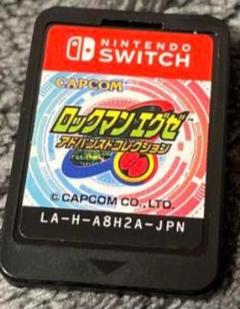 NINTENDO
SWITCH
CAPCOM
ロックマン エグゼ
アドバンスドコレクション
© CAPCOM CO., LTD.
LA-H-A8H2A-JPN